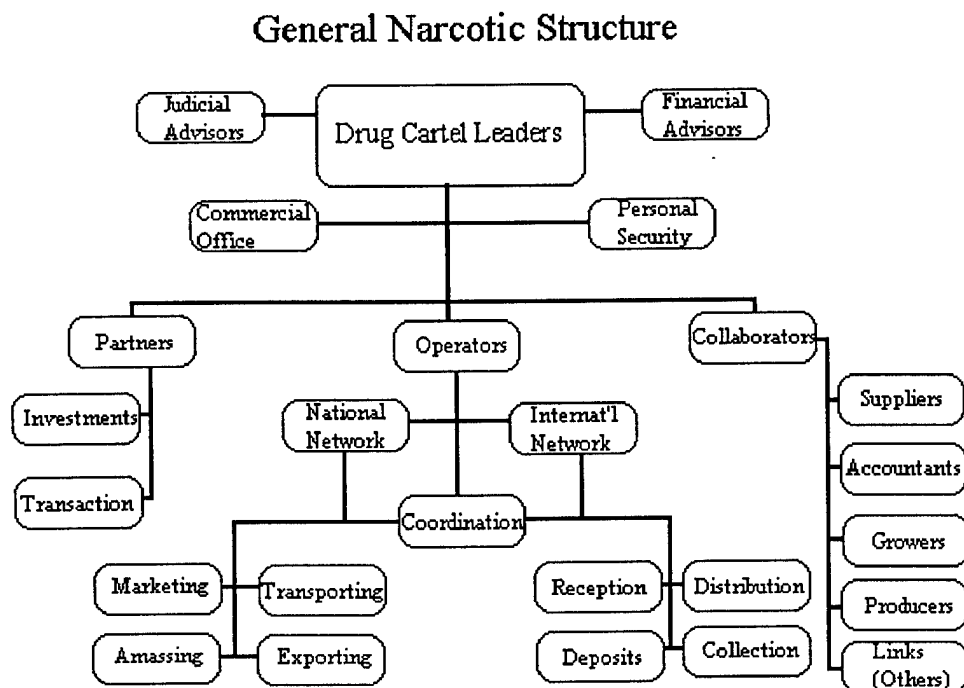 General Narcotic Structure
Judicial
Advisors
Drug Cartel Leaders
Financial
Advisors
Commercial
Office
Personal
Security
Partners
Operators
Collaborators
Investments
National
Network
Internat'l
Network
Suppliers
Transaction
Coordination
Accountants
Growers
Marketing
Transporting
Reception
Distribution
Producers
Amassing
Exporting
Deposits
Collection
Links
(Others)